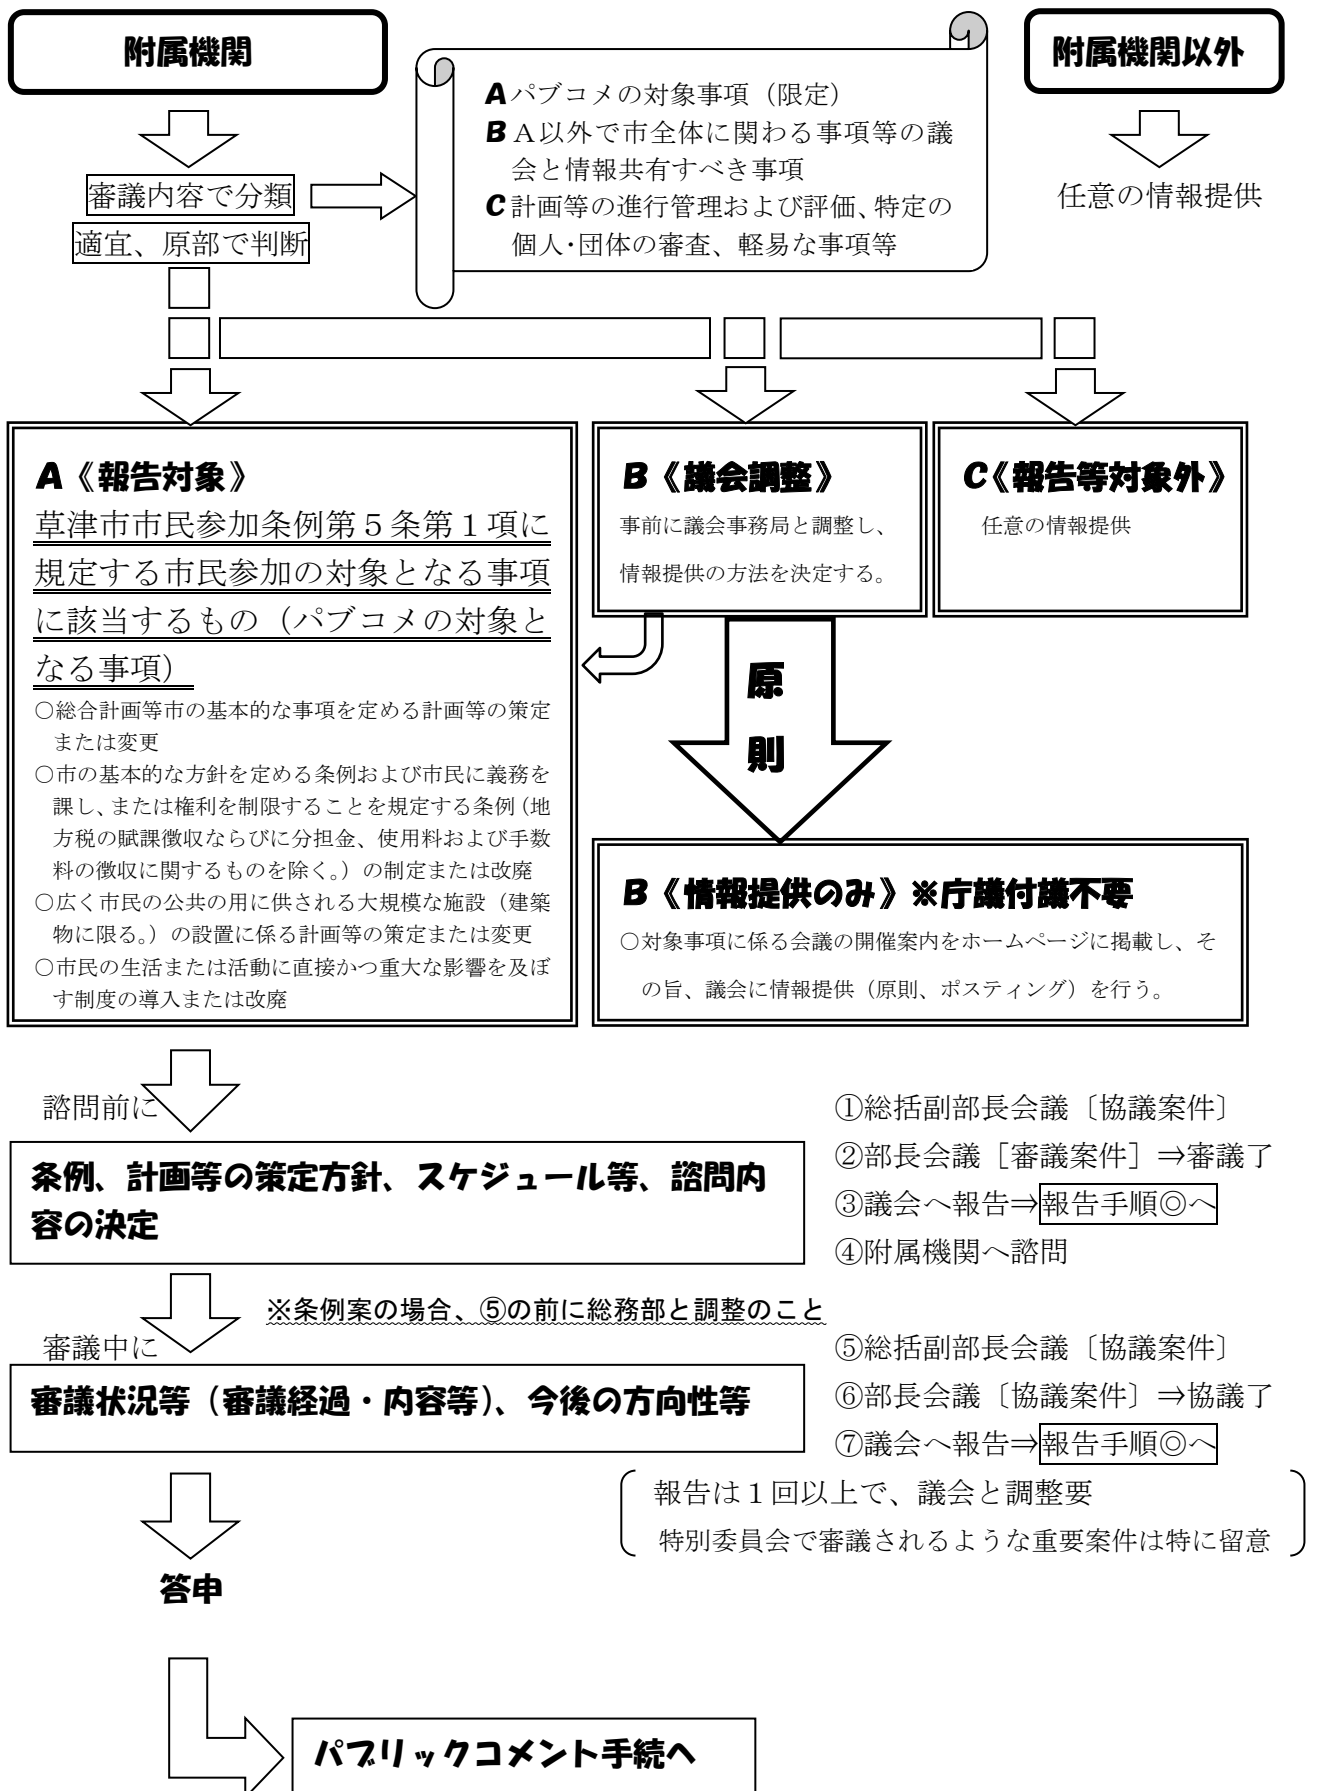 附属機関
附属機関以外
Aパブコメの対象事項（限定）
BA以外で市全体に関わる事項等の議
会と情報共有すべき事項
C計画等の進行管理および評価、特定の
個人・団体の審査、軽易な事項等
審議内容で分類
適宜、原部で判断
任意の情報提供
A《報告対象》
草津市市民参加条例第５条第１項に
規定する市民参加の対象となる事項
に該当するもの（パブコメの対象と
なる事項）
○総合計画等市の基本的な事項を定める計画等の策定
または変更
○市の基本的な方針を定める条例および市民に義務を
課し、または権利を制限することを規定する条例（地
方税の賦課徴収ならびに分担金、使用料および手数
料の徴収に関するものを除く。）の制定または改廃
○広く市民の公共の用に供される大規模な施設（建築
物に限る。）の設置に係る計画等の策定または変更
○市民の生活または活動に直接かつ重大な影響を及ぼ
す制度の導入または改廃
B《議会調整》
事前に議会事務局と調整し、
情報提供の方法を決定する。
C《報告等対象外》
任意の情報提供
原
則
B《情報提供のみ》※庁議付議不要
○対象事項に係る会議の開催案内をホームページに掲載し、そ
の旨、議会に情報提供（原則、ポスティング）を行う。
諮問前に
条例、計画等の策定方針、スケジュール等、諮問内
容の決定
①総括副部長会議〔協議案件〕
②部長会議［審議案件］⇒審議了
③議会へ報告⇒報告手順◎へ
④附属機関へ諮問
※条例案の場合、⑤の前に総務部と調整のこと
審議中に
審議状況等（審議経過・内容等）、今後の方向性等
⑤総括副部長会議〔協議案件〕
⑥部長会議〔協議案件〕⇒協議了
⑦議会へ報告⇒報告手順◎へ
報告は１回以上で、議会と調整要
特別委員会で審議されるような重要案件は特に留意
答申
パブリックコメント手続へ